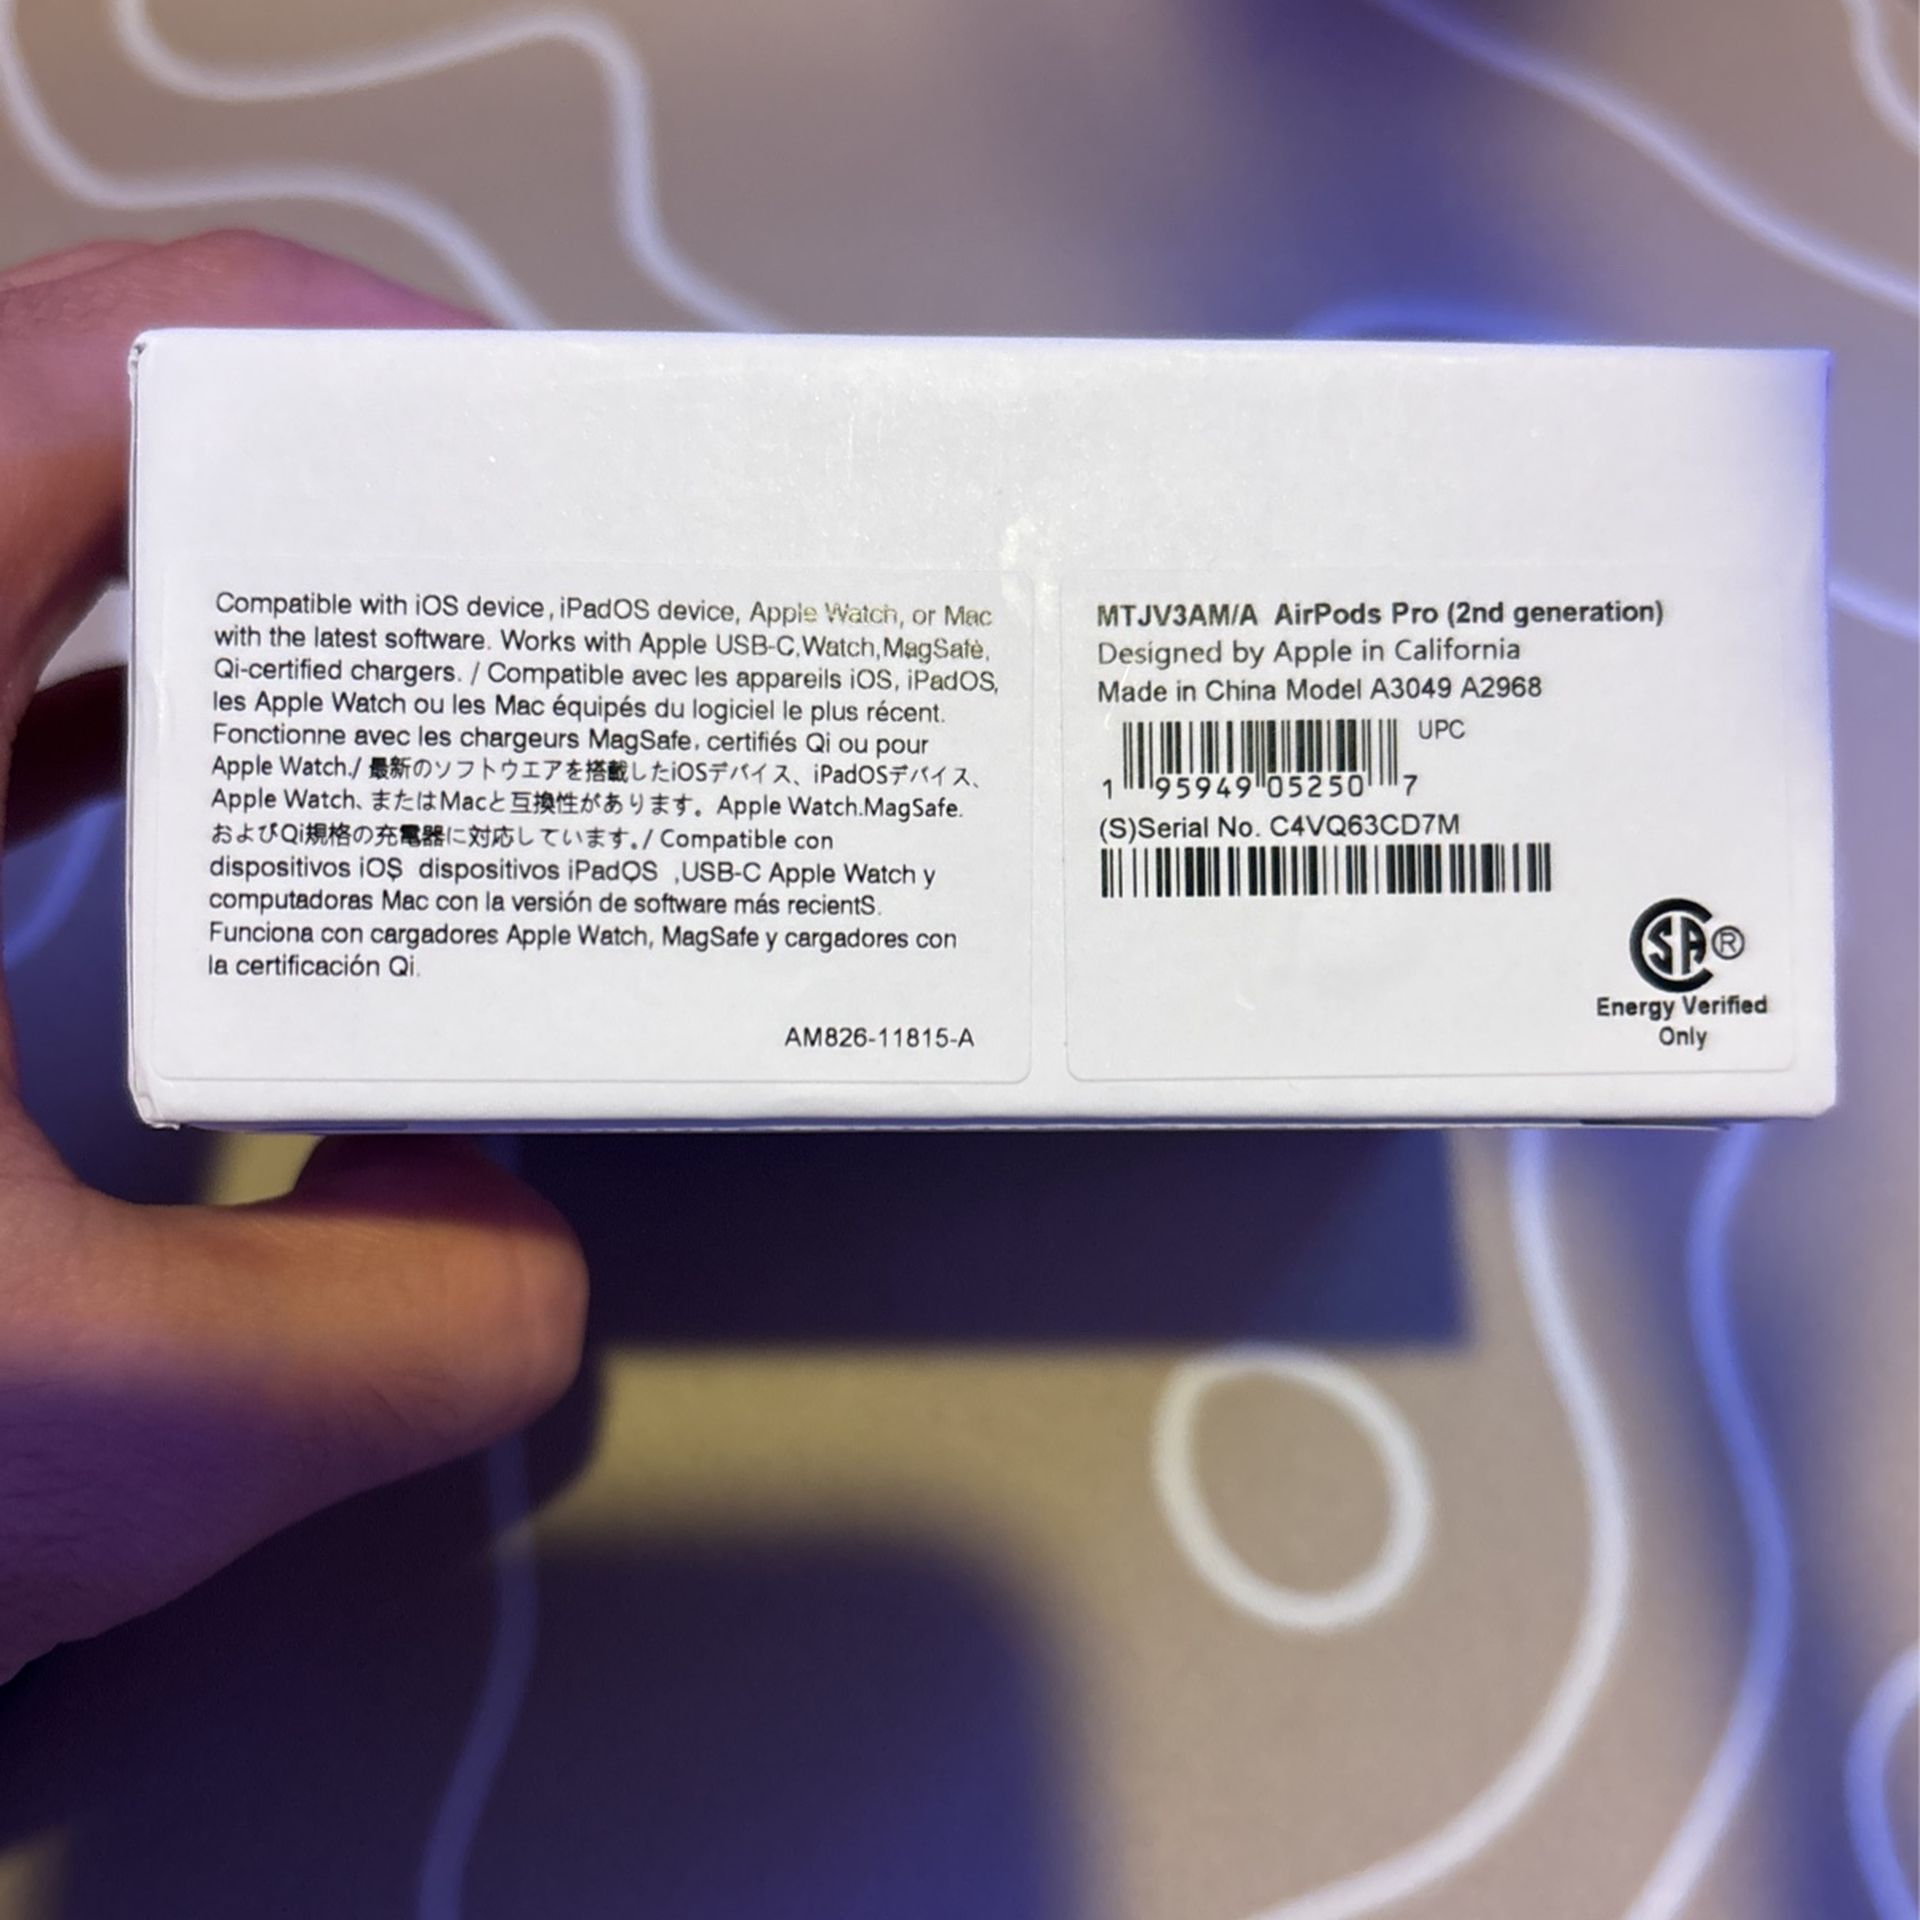 Compatible with iOS device, iPadOS device, Apple Watch, or Mac
with the latest software. Works with Apple USB-C,Watch,MagSafe,
Qi-certified chargers. / Compatible avec les appareils iOS, iPadOS,
les Apple Watch ou les Mac équipés du logiciel le plus récent.
Fonctionne avec les chargeurs MagSafe, certifiés Qi ou pour
Apple Watch./ 最新のソフトウエアを搭載したiOSデバイス、iPadOSデバイス、
Apple Watch、またはMacと互換性があります。Apple Watch.MagSafe.
およびQi規格の充電器に対応しています。/ Compatible con
dispositivos iOS dispositivos iPadOS ,USB-C Apple Watch y
computadoras Mac con la versión de software más recientS.
Funciona con cargadores Apple Watch, MagSafe y cargadores con
la certificación Qi.
AM826-11815-A
MTJV3AM/A AirPods Pro (2nd generation)
Designed by Apple in California
Made in China Model A3049 A2968
UPC
1 95949 05250 7
(S)Serial No. C4VQ63CD7M
SA®
Energy Verified
Only